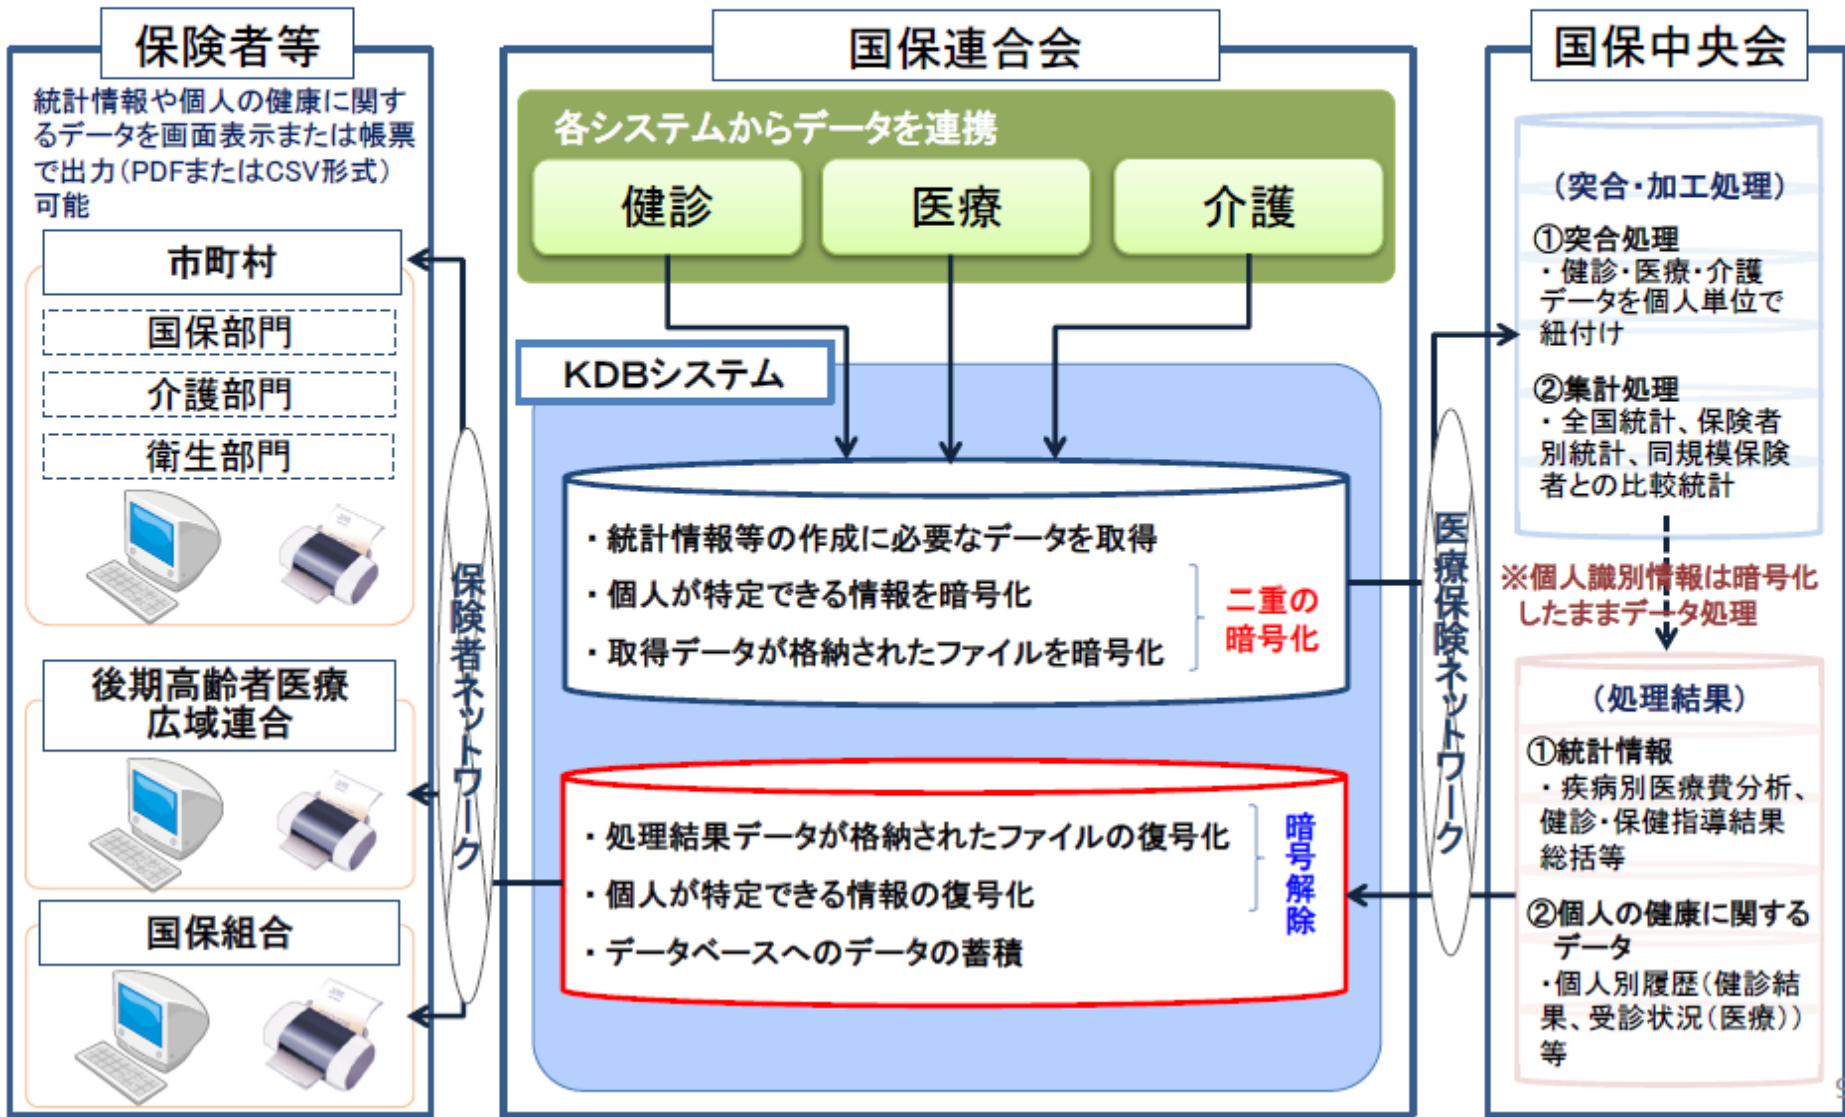 保険者等
統計情報や個人の健康に関す
るデータを画面表示または帳票
で出力(PDFまたはCSV形式)
可能
市町村
国保部門
介護部門
衛生部門
後期高齢者医療
広域連合
国保組合
保険者ネットワーク
国保連合会
各システムからデータを連携
健診
医療
介護
KDBシステム
・統計情報等の作成に必要なデータを取得
・個人が特定できる情報を暗号化
・取得データが格納されたファイルを暗号化
二重の
暗号化
・処理結果データが格納されたファイルの復号化
・個人が特定できる情報の復号化
・データベースへのデータの蓄積
暗号解除
医療保険ネットワーク
国保中央会
(突合・加工処理)
①突合処理
・健診・医療・介護
データを個人単位で
紐付け
②集計処理
・全国統計、保険者
別統計、同規模保険
者との比較統計
※個人識別情報は暗号化
したままデータ処理
(処理結果)
①統計情報
・疾病別医療費分析、
健診・保健指導結果
総括等
②個人の健康に関する
データ
・個人別履歴(健診結
果、受診状況(医療))
等